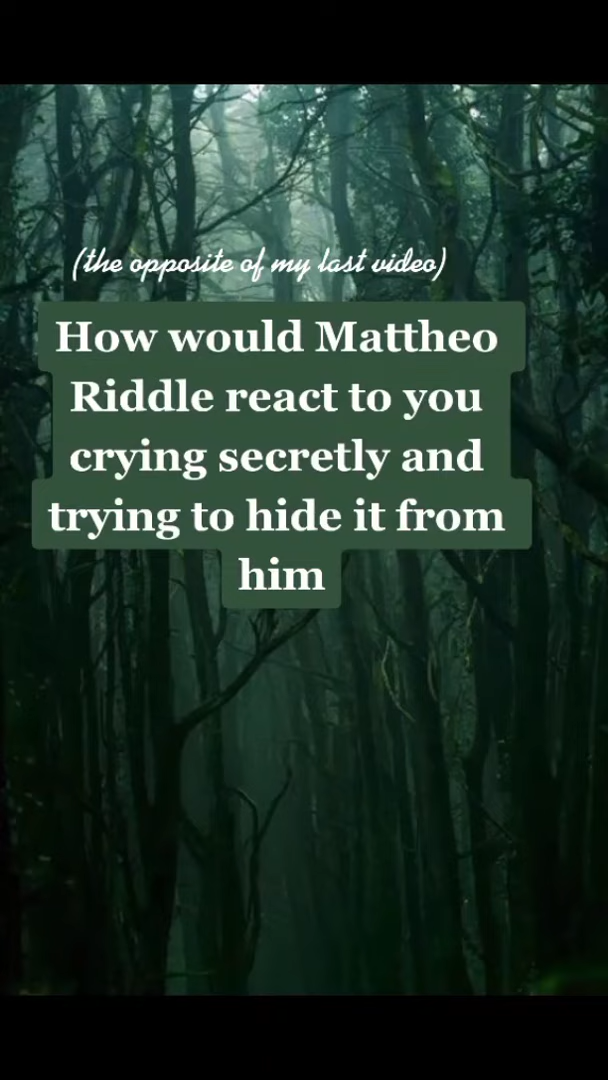 (the opposite of my last video)
How would Mattheo
Riddle react to you
crying secretly and
trying to hide it from
him